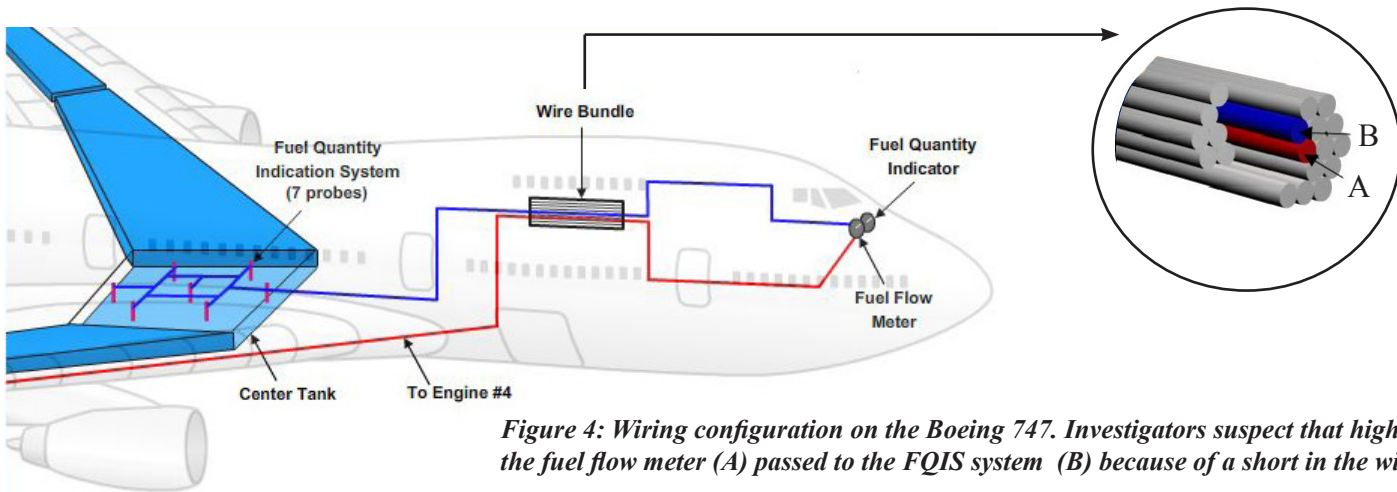 Wire Bundle
Fuel Quantity
Indication System
(7 probes)
Fuel Quantity
Indicator
B
A
Fuel Flow
Meter
Center Tank
To Engine #4
Figure 4: Wiring configuration on the Boeing 747. Investigators suspect that high
the fuel flow meter (A) passed to the FQIS system (B) because of a short in the